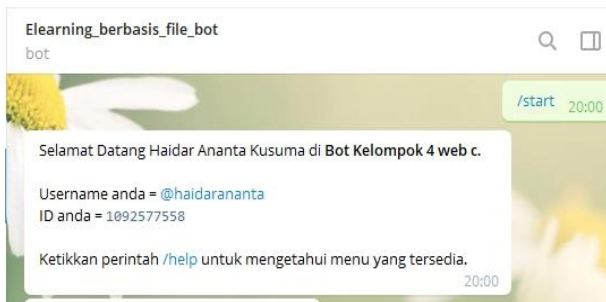 Elearning_berbasis_file_bot
bot
/start 20:00
Selamat Datang Haidar Ananta Kusuma di Bot Kelompok 4 web c.
Username anda = @haidarananta
ID anda = 1092577558
Ketikkan perintah /help untuk mengetahui menu yang tersedia.
20:00